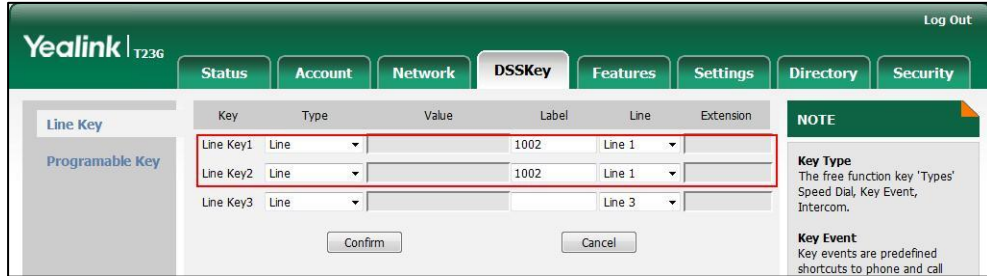 Log Out
Yealink | T23G
Status Account Network DSSKey Features Settings Directory Security
Line Key
Programable Key
Key Type Value Label Line Extension
Line Key1 Line 1002 Line 1
Line Key2 Line 1002 Line 1
Line Key3 Line Line 3
Confirm Cancel
NOTE
Key Type
The free function key 'Types'
Speed Dial, Key Event,
Intercom.
Key Event
Key events are predefined
shortcuts to phone and call